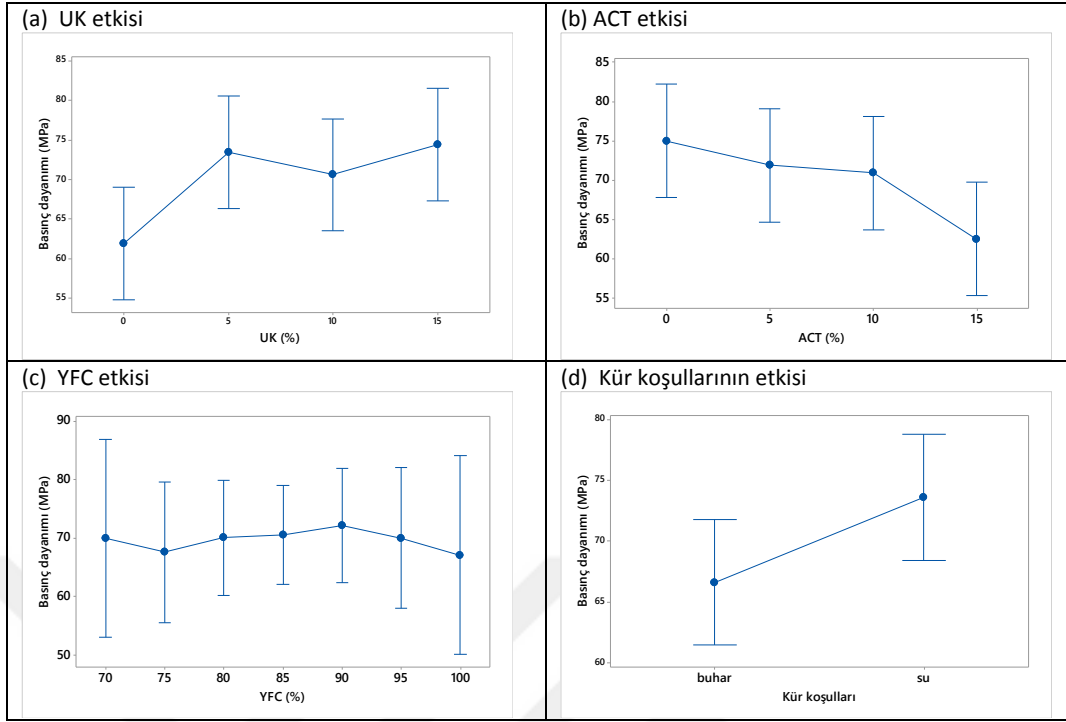 (a) UK etkisi
85
80
75
70
65
60
55
Basınç dayanımı (MPa)
0 5 10 15
UK (%)
(b) ACT etkisi
85
80
75
70
65
60
55
Basınç dayanımı (MPa)
0 5 10 15
ACT (%)
(c) YFC etkisi
90
80
70
60
50
Basınç dayanımı (MPa)
70 75 80 85 90 95 100
YFC (%)
(d) Kür koşullarının etkisi
80
75
70
65
60
Basınç dayanımı (MPa)
buhar su
Kür koşulları